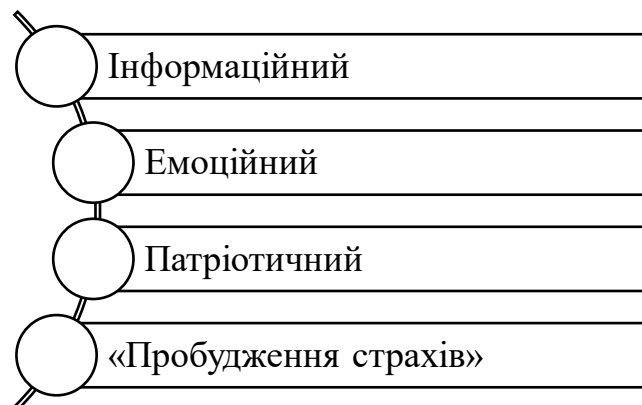 Інформаційний
Емоційний
Патріотичний
«Пробудження страхів»